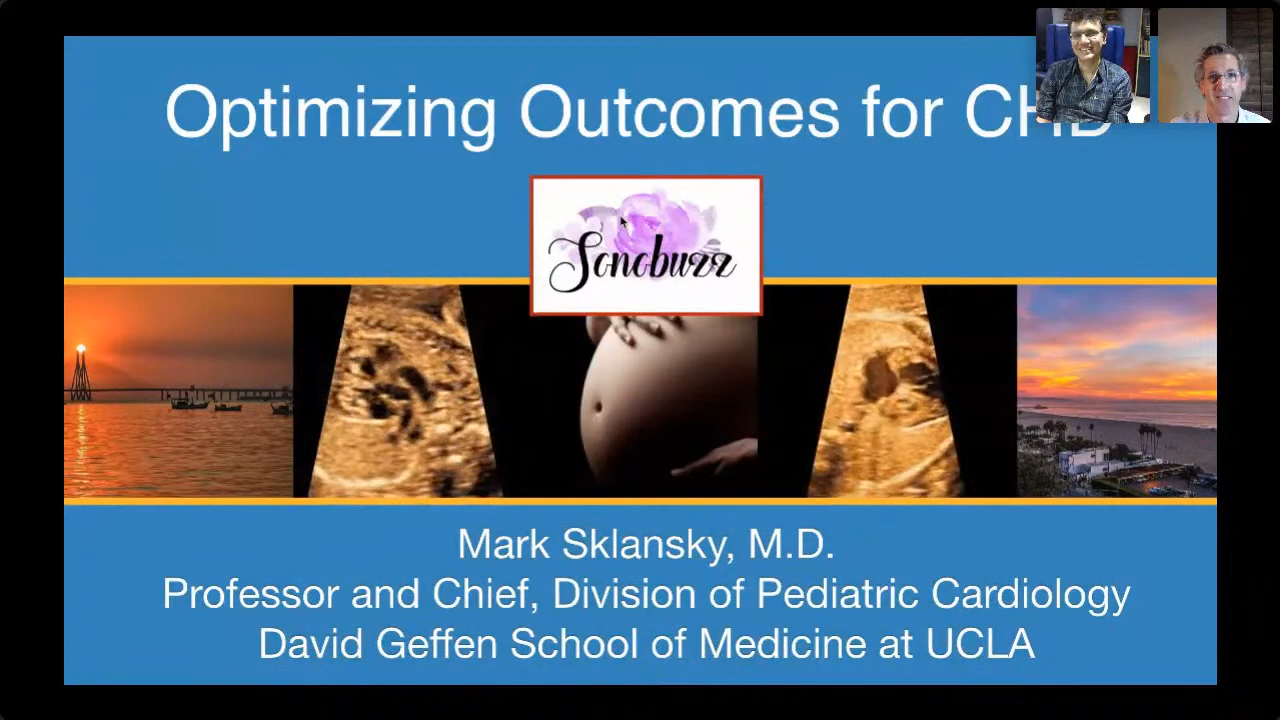 Optimizing Outcomes for CHD
Sonobuzz
Mark Sklansky, M.D.
Professor and Chief, Division of Pediatric Cardiology
David Geffen School of Medicine at UCLA